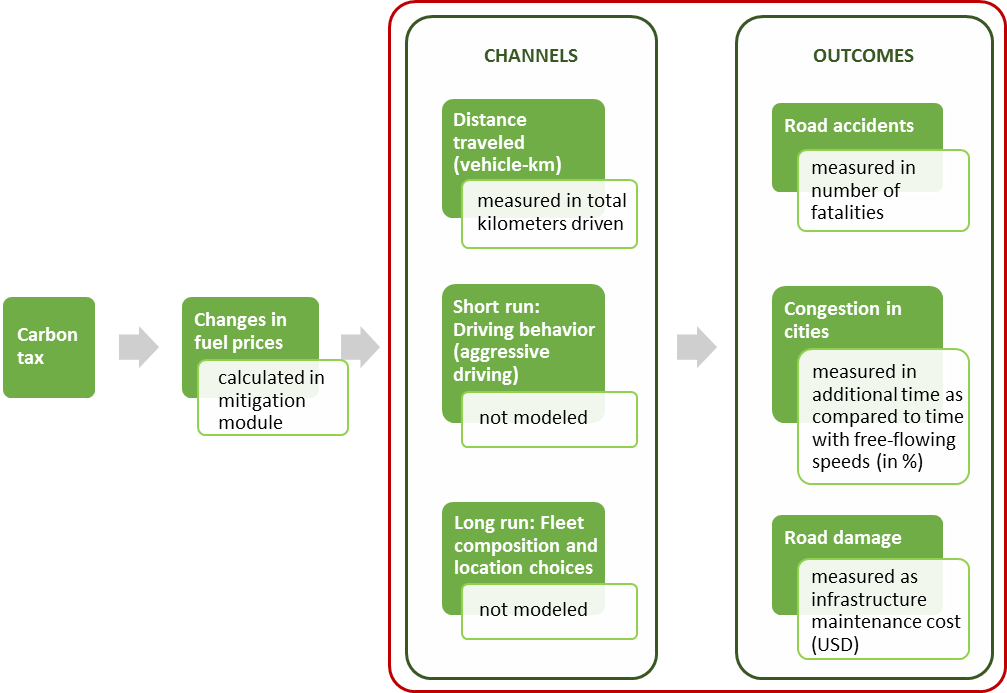 Carbon
tax
Changes in
fuel prices
calculated in
mitigation
module
CHANNELS
Distance
traveled
(vehicle-km)
measured in total
kilometers driven
Short run:
Driving behavior
(aggressive
driving)
not modeled
Long run: Fleet
composition and
location choices
not modeled
OUTCOMES
Road accidents
measured in
number of
fatalities
Congestion in
cities
measured in
additional time as
compared to time
with free-flowing
speeds (in %)
Road damage
measured as
infrastructure
maintenance cost
(USD)